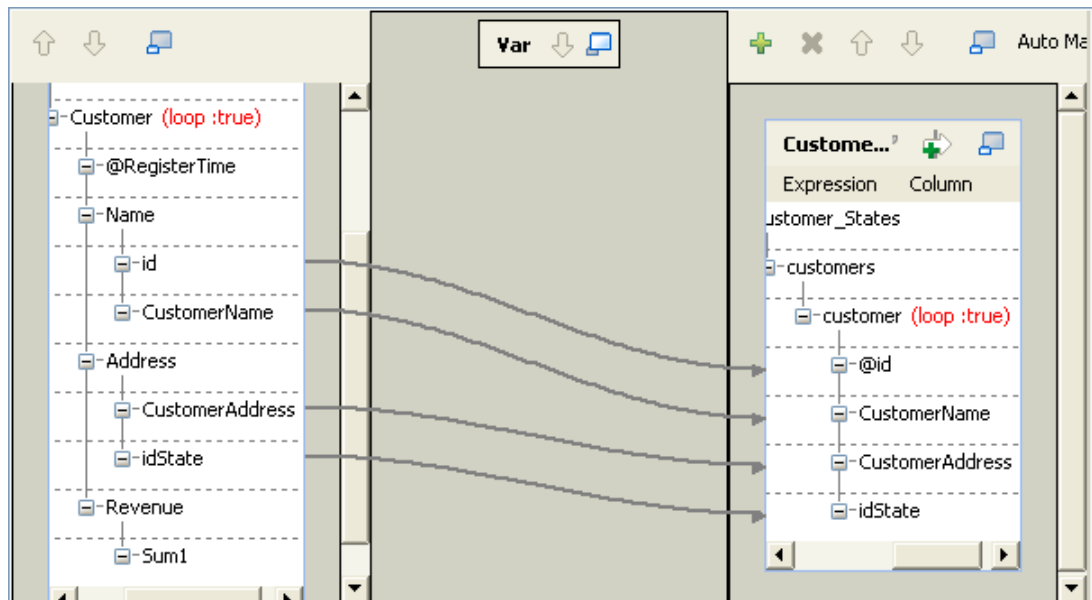 Var
Auto Ma
Customer (loop :true)
@RegisterTime
Name
id
CustomerName
Address
CustomerAddress
idState
Revenue
Sum1
Custome...
Expression Column
ustomer_States
customers
customer (loop :true)
@id
CustomerName
CustomerAddress
idState